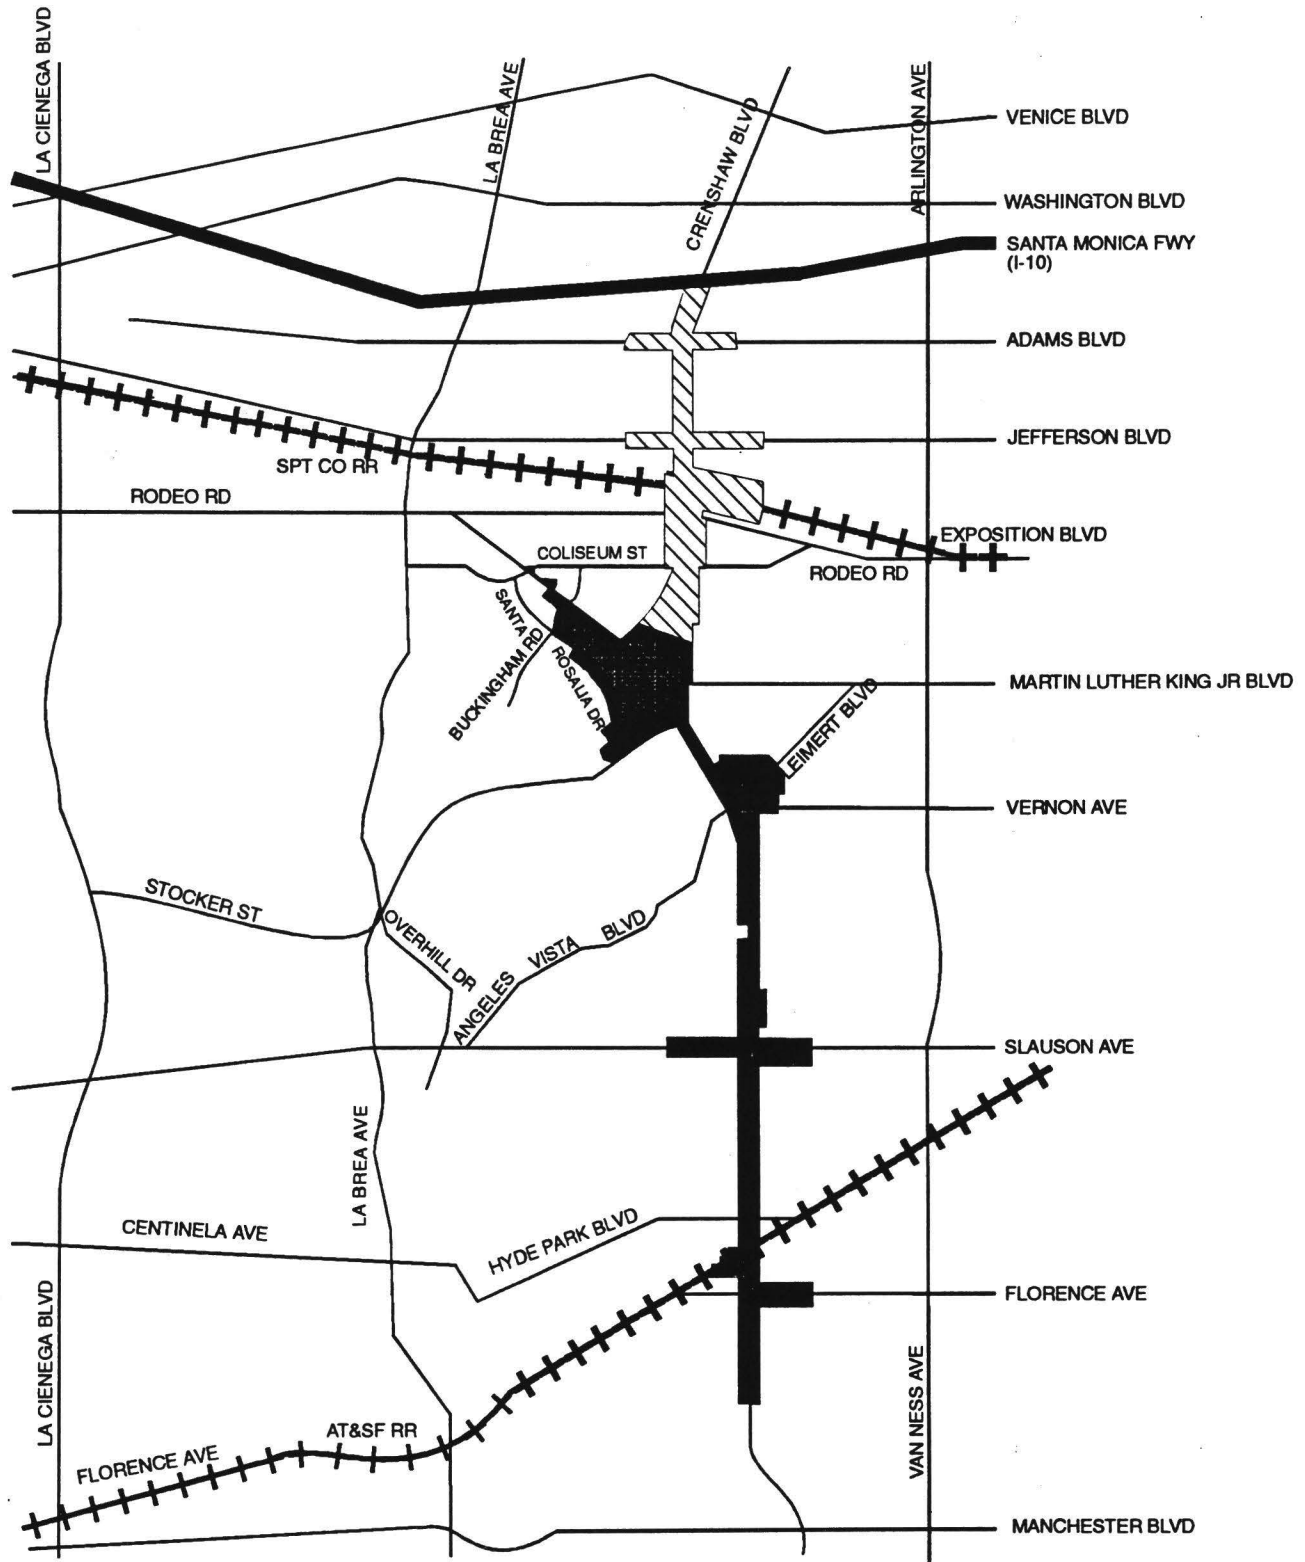 LA CIENEGA BLVD
LA BREA AVE
CRENSHAW BLVD
ARLINGTON AVE
VENICE BLVD
WASHINGTON BLVD
SANTA MONICA FWY
(I-10)
ADAMS BLVD
JEFFERSON BLVD
SPT CO RR
RODEO RD
EXPOSITION BLVD
COLISEUM ST
RODEO RD
SANTA
ROSALIA DR
BUCKINGHAM RD
MARTIN LUTHER KING JR BLVD
LEIMERT BLVD
VERNON AVE
STOCKER ST
OVERHILL DR
ANGELES VISTA BLVD
SLAUSON AVE
LA BREA AVE
CENTINELA AVE
HYDE PARK BLVD
FLORENCE AVE
LA CIENEGA BLVD
VAN NESS AVE
AT&SF RR
FLORENCE AVE
MANCHESTER BLVD